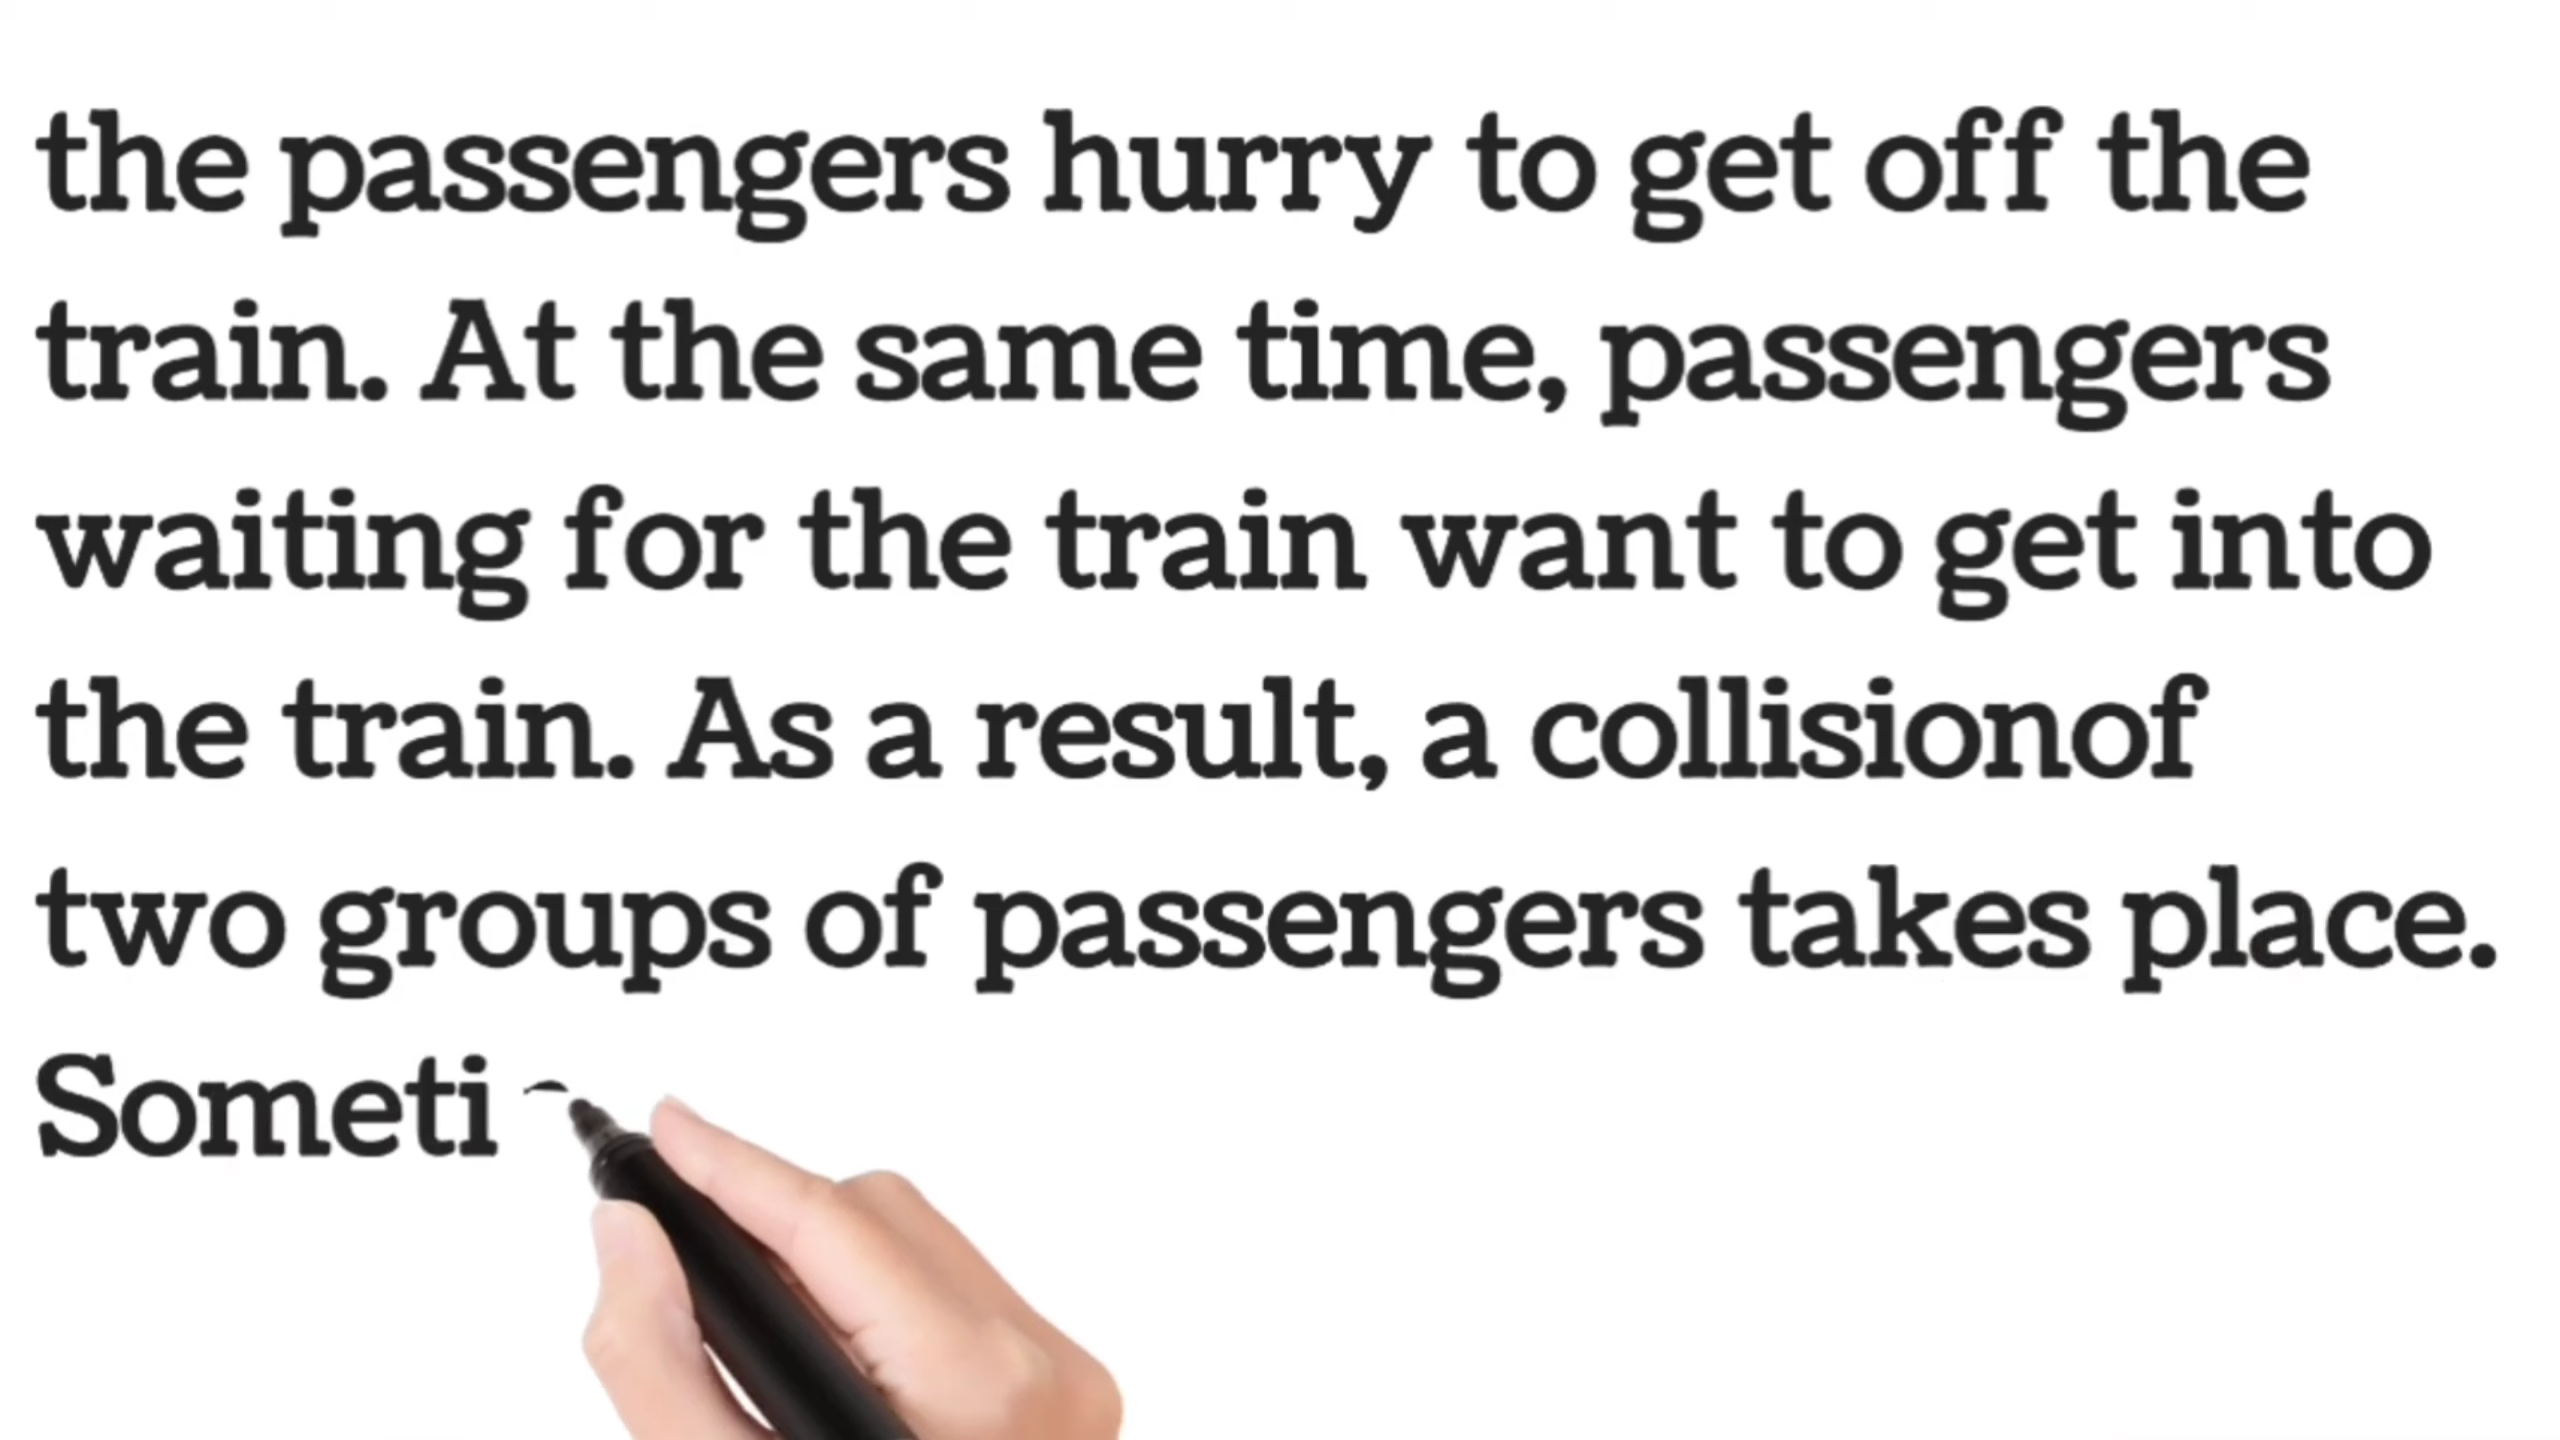 the passengers hurry to get off the
train. At the same time, passengers
waiting for the train want to get into
the train. As a result, a collisionof
two groups of passengers takes place.
Someti